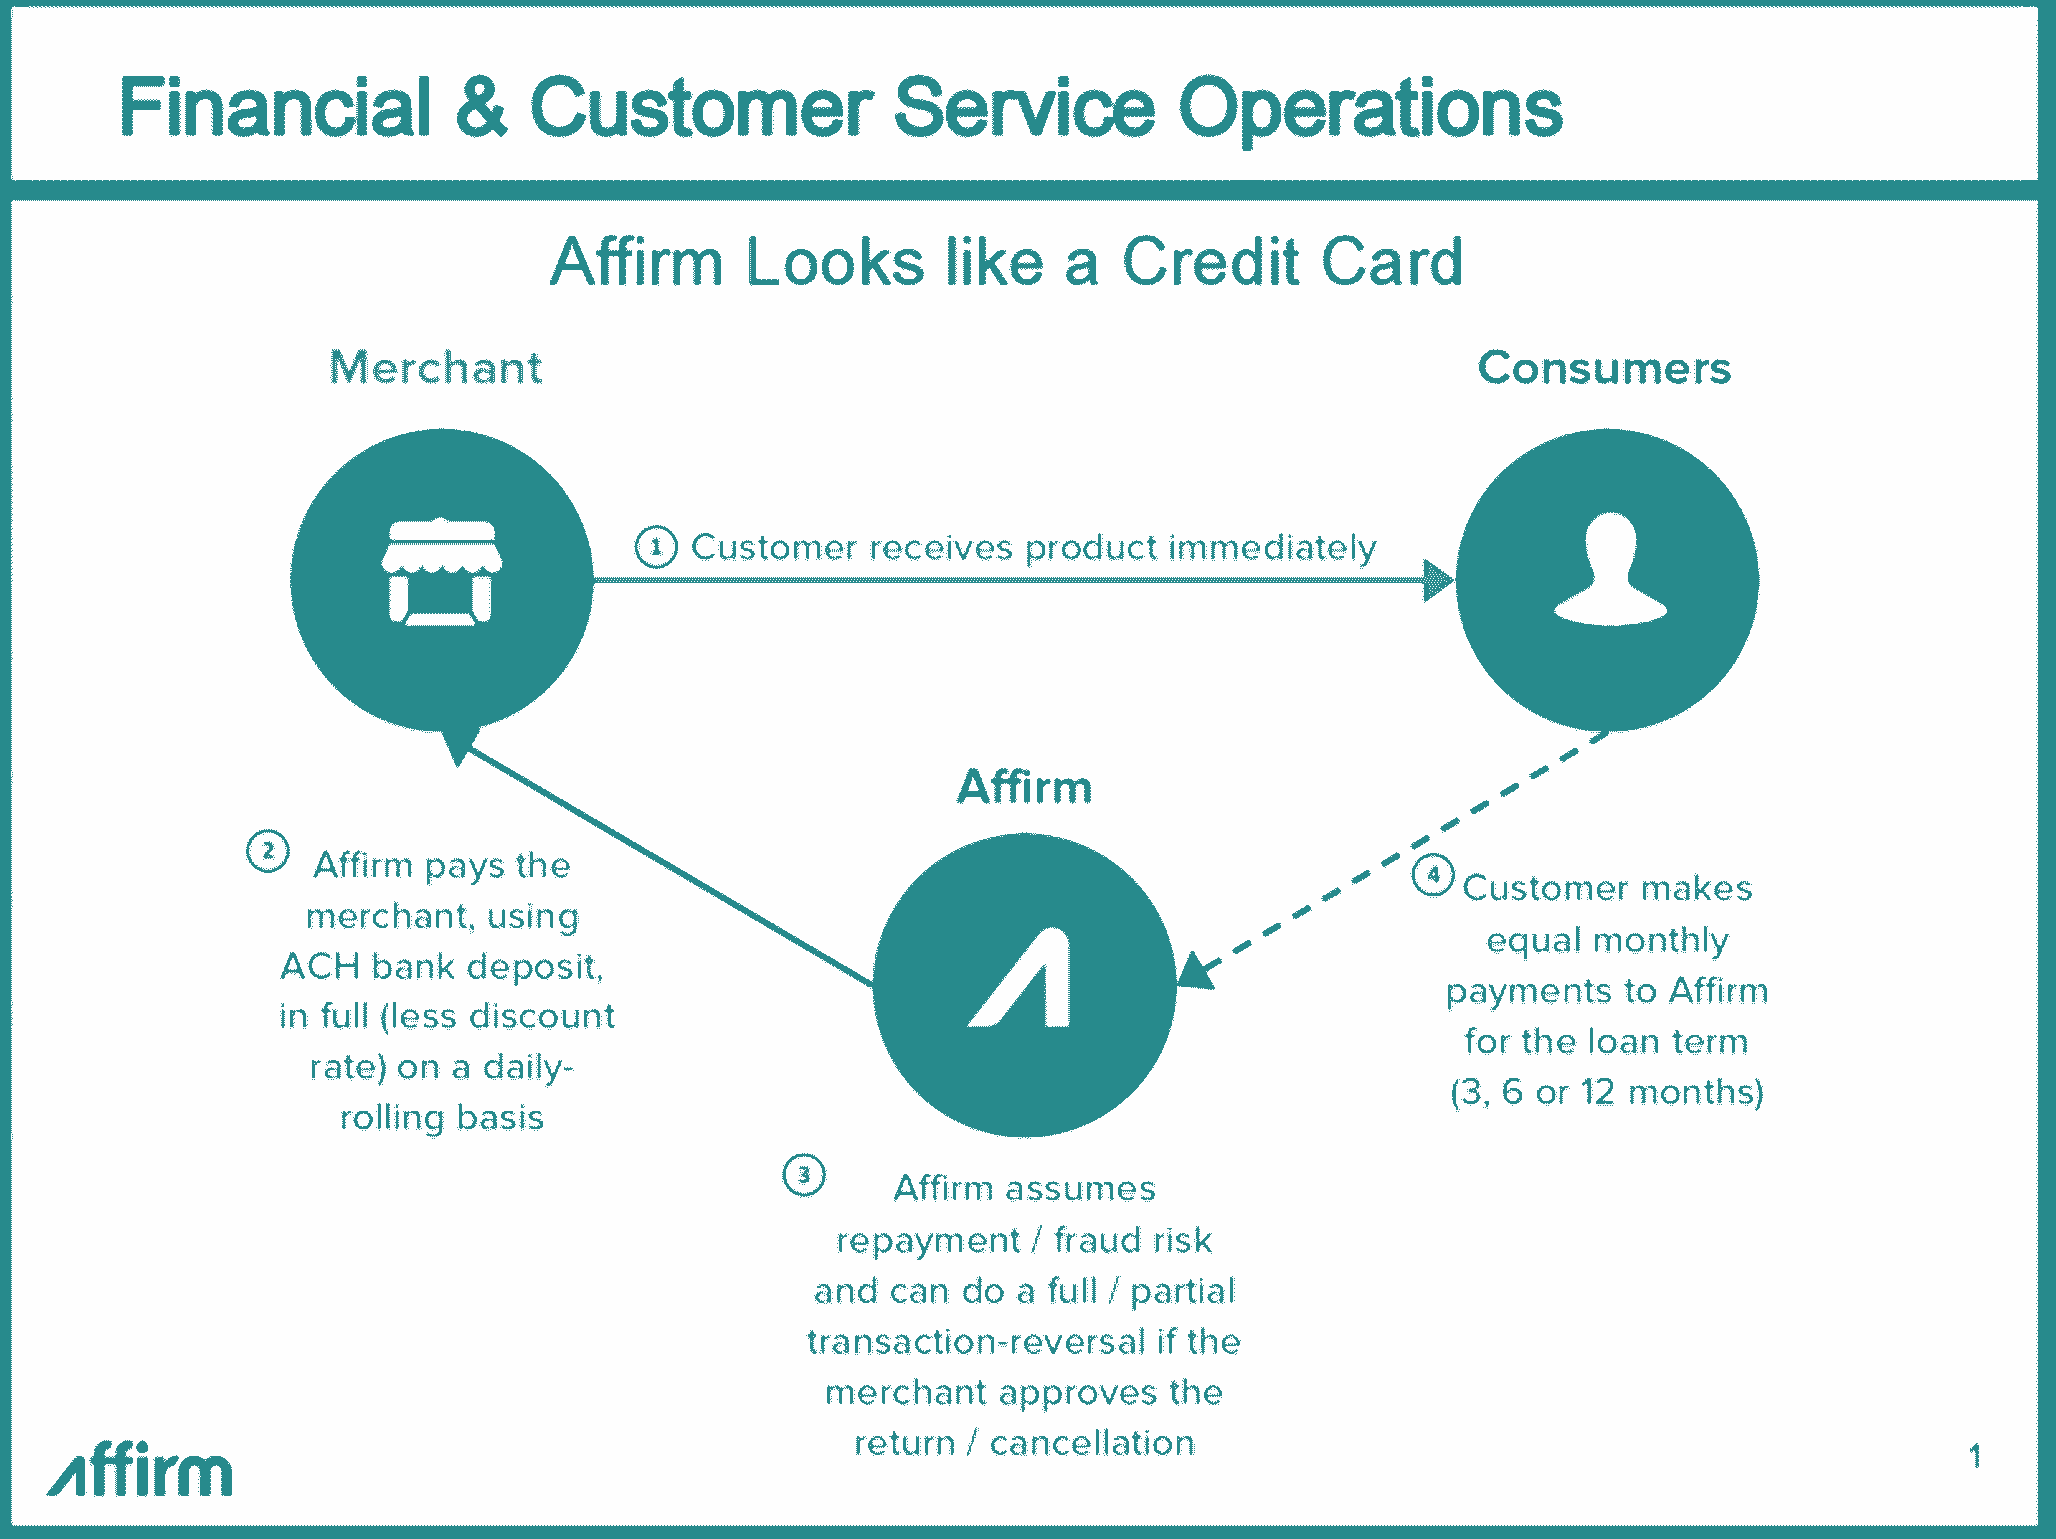 Financial & Customer Service Operations
Affirm Looks like a Credit Card
Merchant
Consumers
1 Customer receives product immediately
Affirm
2
Affirm pays the
merchant, using
ACH bank deposit,
in full (less discount
rate) on a daily-
rolling basis
4 Customer makes
equal monthly
payments to Affirm
for the loan term
(3, 6 or 12 months)
3
Affirm assumes
repayment / fraud risk
and can do a full / partial
transaction-reversal if the
merchant approves the
return / cancellation
affirm
1